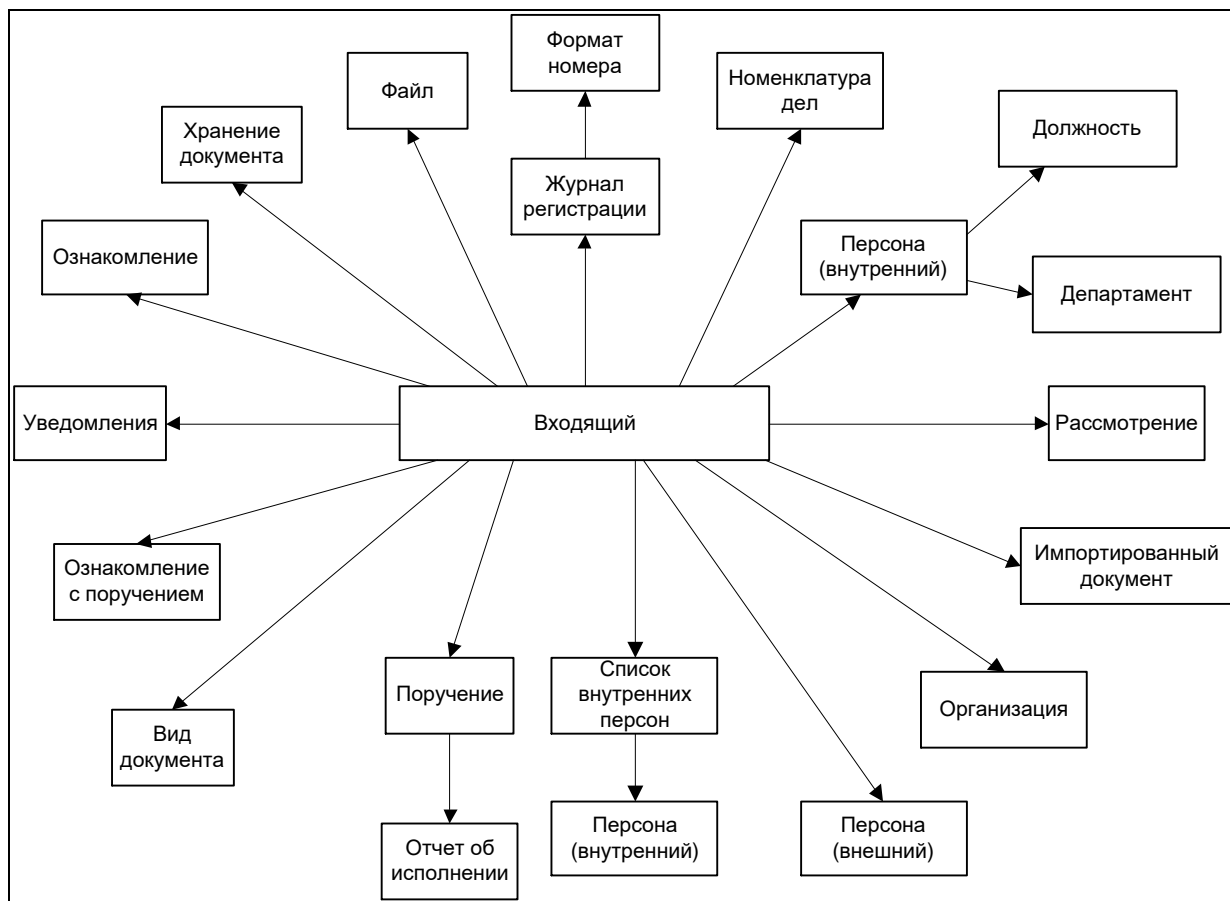 Формат
номера
Номенклатура
дел
Файл
Должность
Хранение
документа
Журнал
регистрации
Персона
(внутренний)
Ознакомление
Департамент
Уведомления
Входящий
Рассмотрение
Ознакомление
с поручением
Импортированный
документ
Поручение
Список
внутренних
персон
Организация
Вид
документа
Отчет об
исполнении
Персона
(внутренний)
Персона
(внешний)